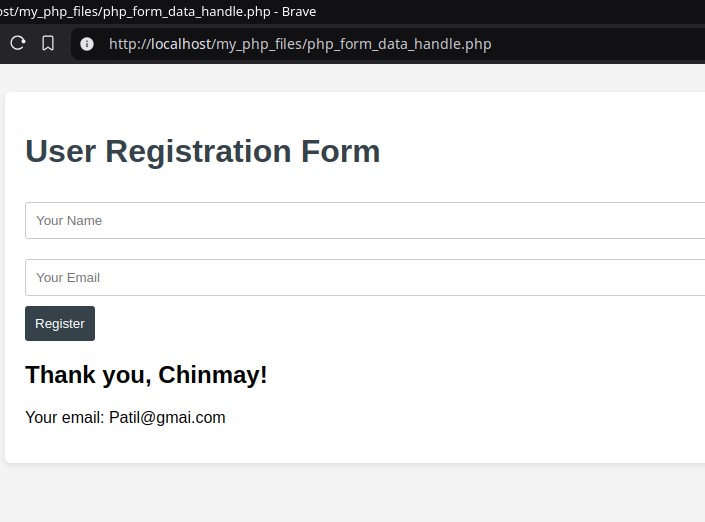 ost/my_php_files/php_form_data_handle.php - Brave
http://localhost/my_php_files/php_form_data_handle.php
User Registration Form
Your Name
Your Email
Register
Thank you, Chinmay!
Your email: Patil@gmai.com